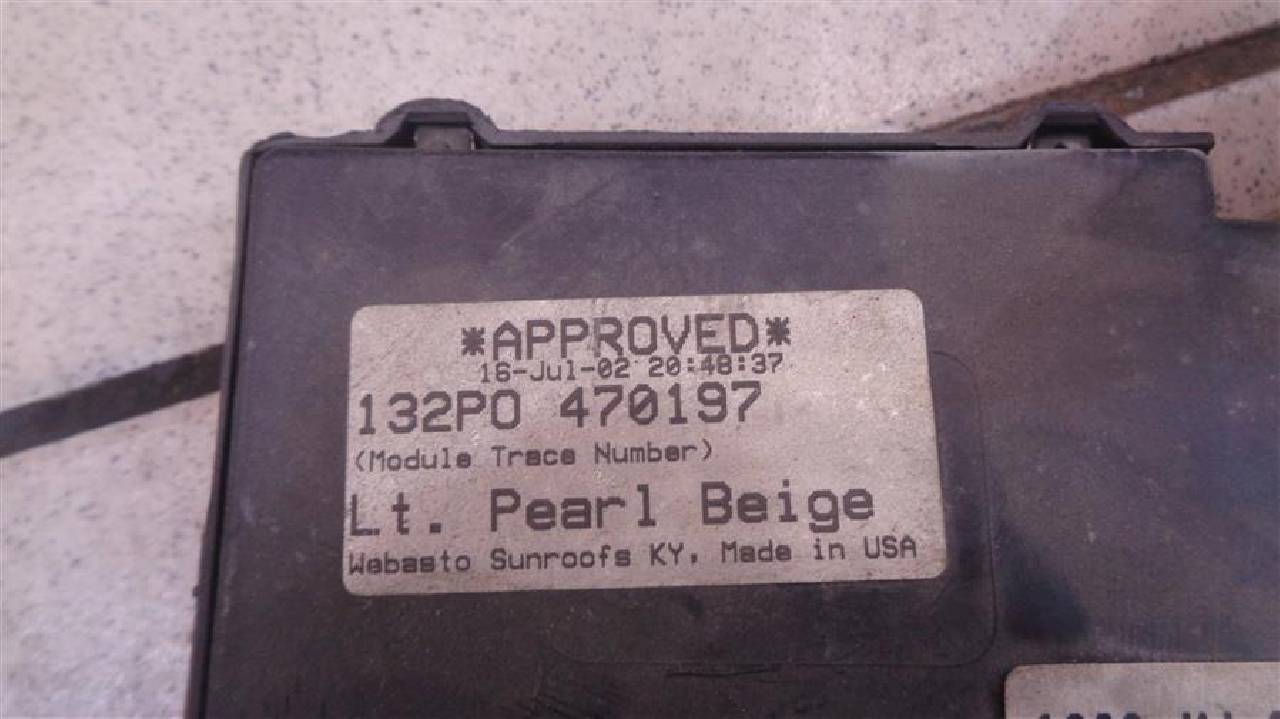 *APPROVED*
16-Jul-02 20:48:37
132PO 470197
(Module Trace Number)
Lt. Pearl Beige
Webasto Sunroofs KY, Made in USA